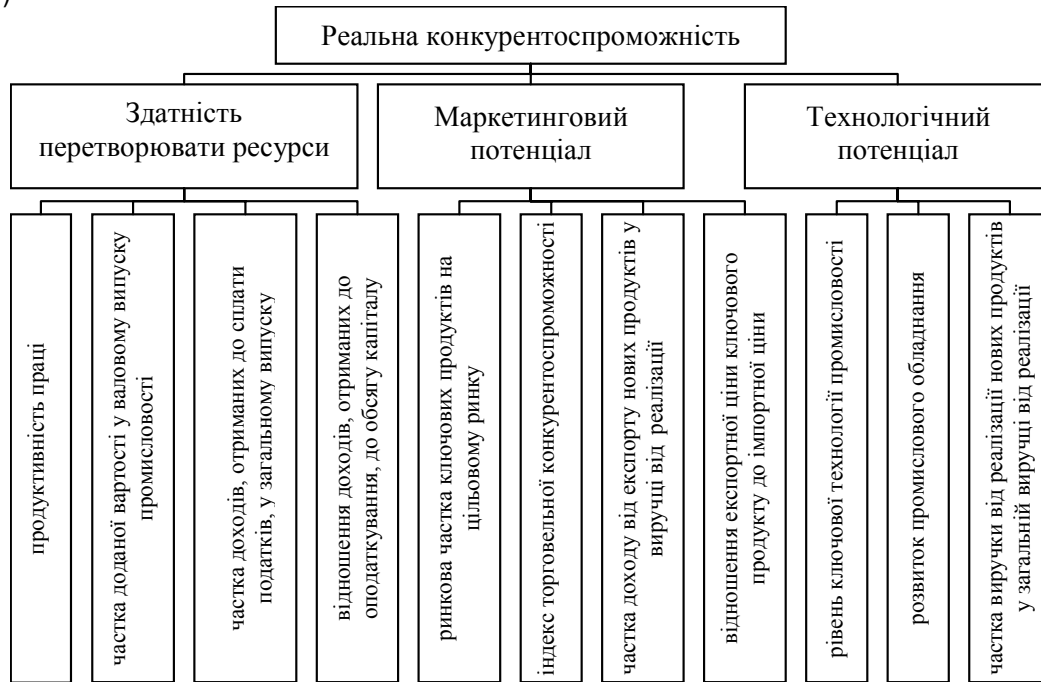 )
Реальна конкурентоспроможність
Здатність
перетворювати ресурси
Маркетинговий
потенціал
Технологічний
потенціал
продуктивність праці
частка доданої вартості у валовому випуску
промисловості
частка доходів, отриманих до сплати
податків, у загальному випуску
відношення доходів, отриманих до
оподаткування, до обсягу капіталу
ринкова частка ключових продуктів на
цільовому ринку
індекс торговельної конкурентоспроможності
частка доходу від експорту нових продуктів у
виручці від реалізації
відношення експортної ціни ключового
продукту до імпортної ціни
рівень ключової технології промисловості
розвиток промислового обладнання
частка виручки від реалізації нових продуктів
у загальній виручці від реалізації